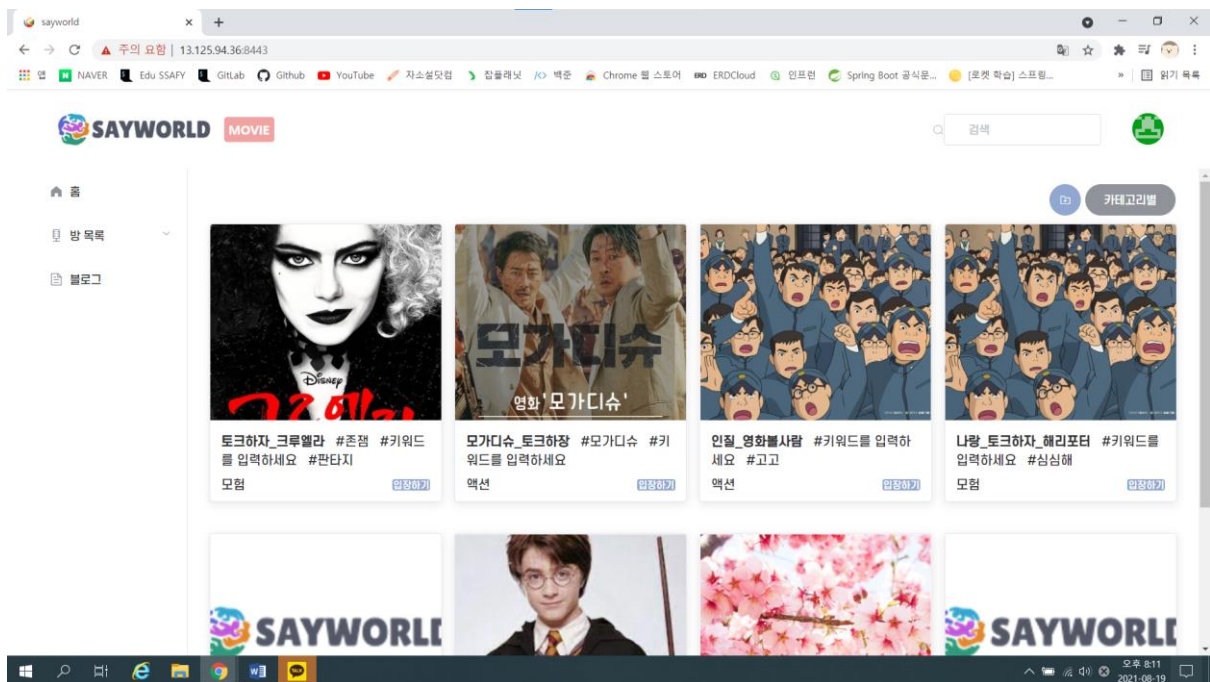 sayworld
주의 요함 | 13.125.94.36:8443
앱 NAVER Edu SSAFY GitLab Github YouTube 자소설닷컴 잡플래닛 백준 Chrome 웹 스토어 ERDCloud 인프런 Spring Boot 공식문... [로켓 학습] 스프링... » 읽기 목록
SAYWORLD MOVIE 검색
홈
카테고리별
방 목록
블로그
DISNEY
크루엘라
모가디슈
영화'모가디슈'
토크하자_크루엘라 #존잼 #키워드
를 입력하세요 #판타지
모험 입장하기
모가디슈_토크하장 #모가디슈 #키
워드를 입력하세요
액션 입장하기
인질_영화볼사람 #키워드를 입력하
세요 #고고
액션 입장하기
나랑_토크하자_해리포터 #키워드를
입력하세요 #심심해
모험 입장하기
SAYWORL
SAYWORL
오후 8:11
2021-08-19